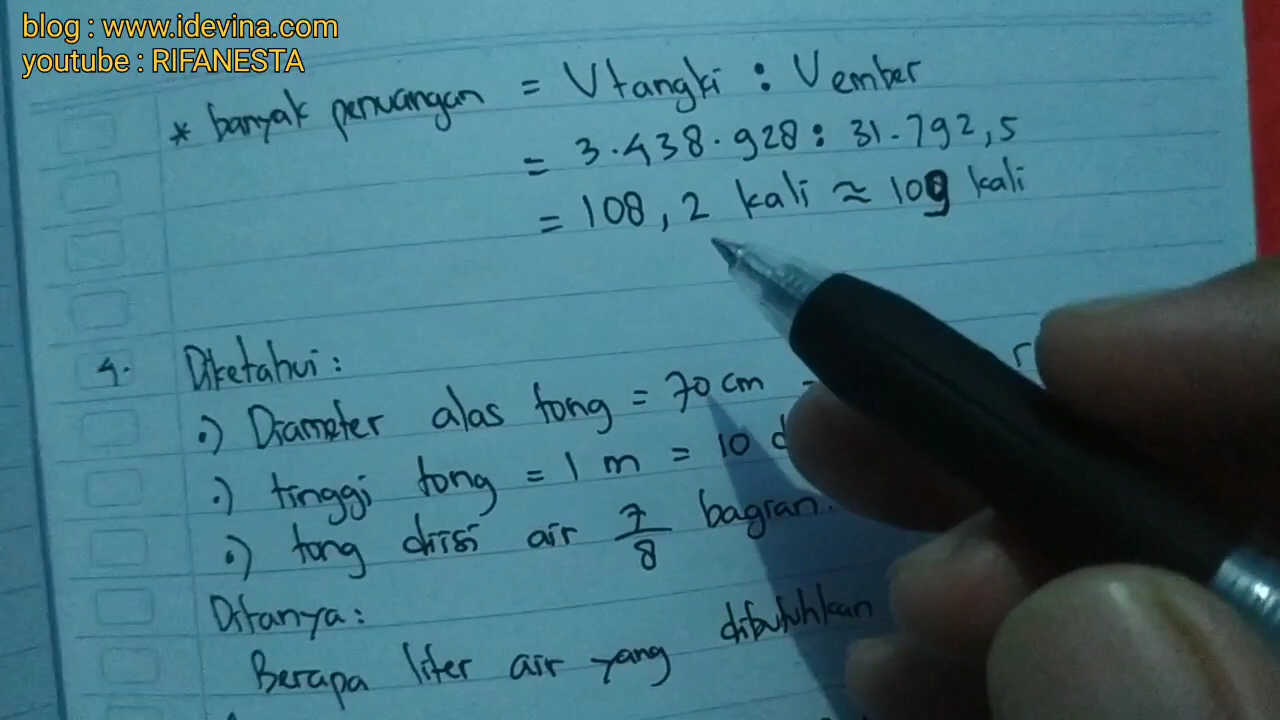 blog : www.idevina.com
youtube : RIFANESTA
* banyak penuangan = Vtangki : Vember
= 3.438.928 : 31.792,5
= 108,2 kali ≈ 109 kali
4. Diketahui:
•) Diameter alas tong = 70 cm - r
•) tinggi tong = 1 m = 10 d
•) tong diisi air 7/8 bagian.
Ditanya:
Berapa liter air yang dibutuhkan